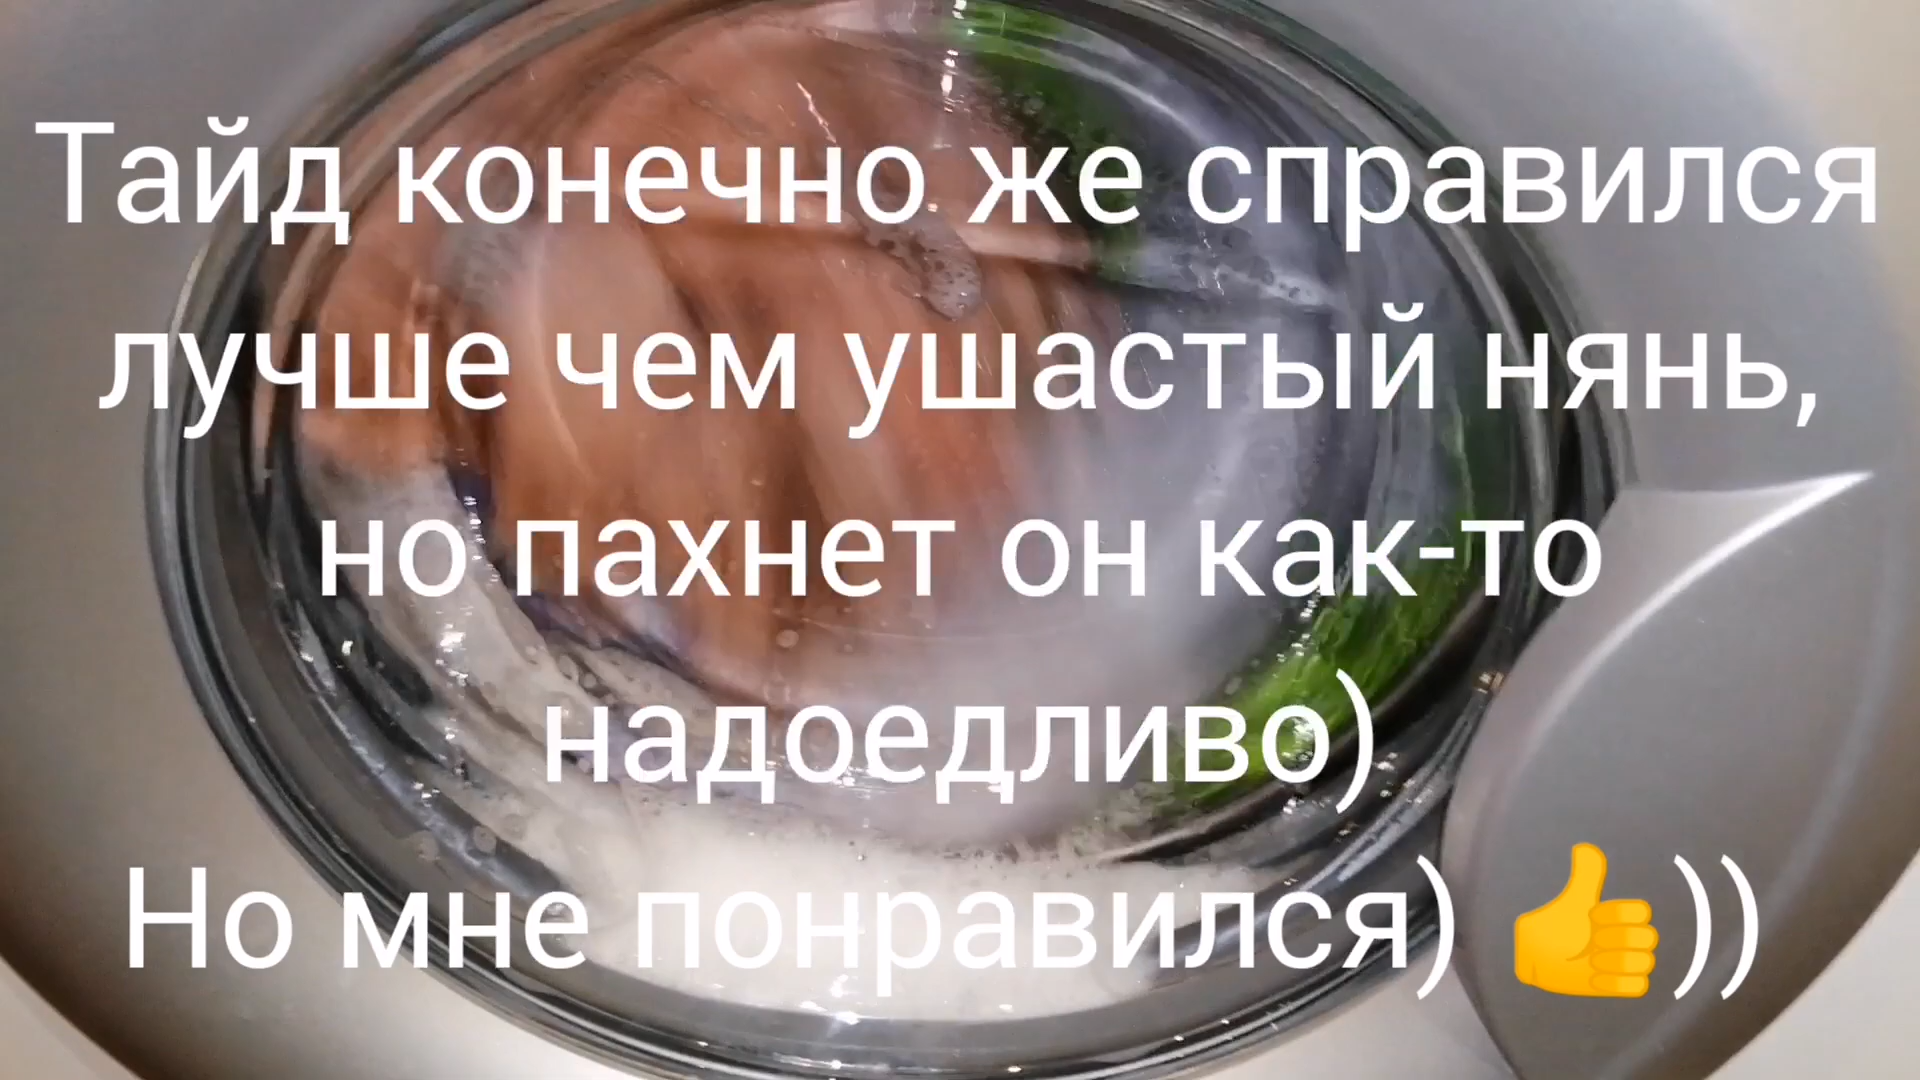 Тайд конечно же справился
лучше чем ушастый нянь,
но пахнет он как-то
надоедливо)
Но мне понравился) 👍))